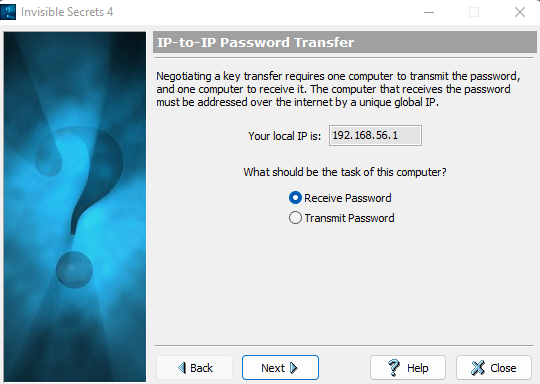 Invisible Secrets 4
IP-to-IP Password Transfer
Negotiating a key transfer requires one computer to transmit the password,
and one computer to receive it. The computer that receives the password
must be addressed over the internet by a unique global IP.
Your local IP is: 192.168.56.1
What should be the task of this computer?
Receive Password
Transmit Password
Back Next Help Close